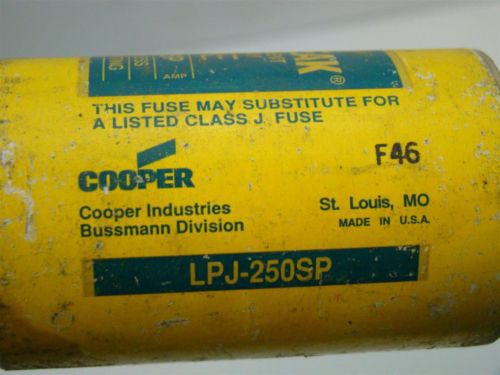 AMP
THIS FUSE MAY SUBSTITUTE FOR
A LISTED CLASS J. FUSE
F46
COOPER
Cooper Industries
Bussmann Division
St. Louis, MO
MADE IN U.S.A.
LPJ-250SP